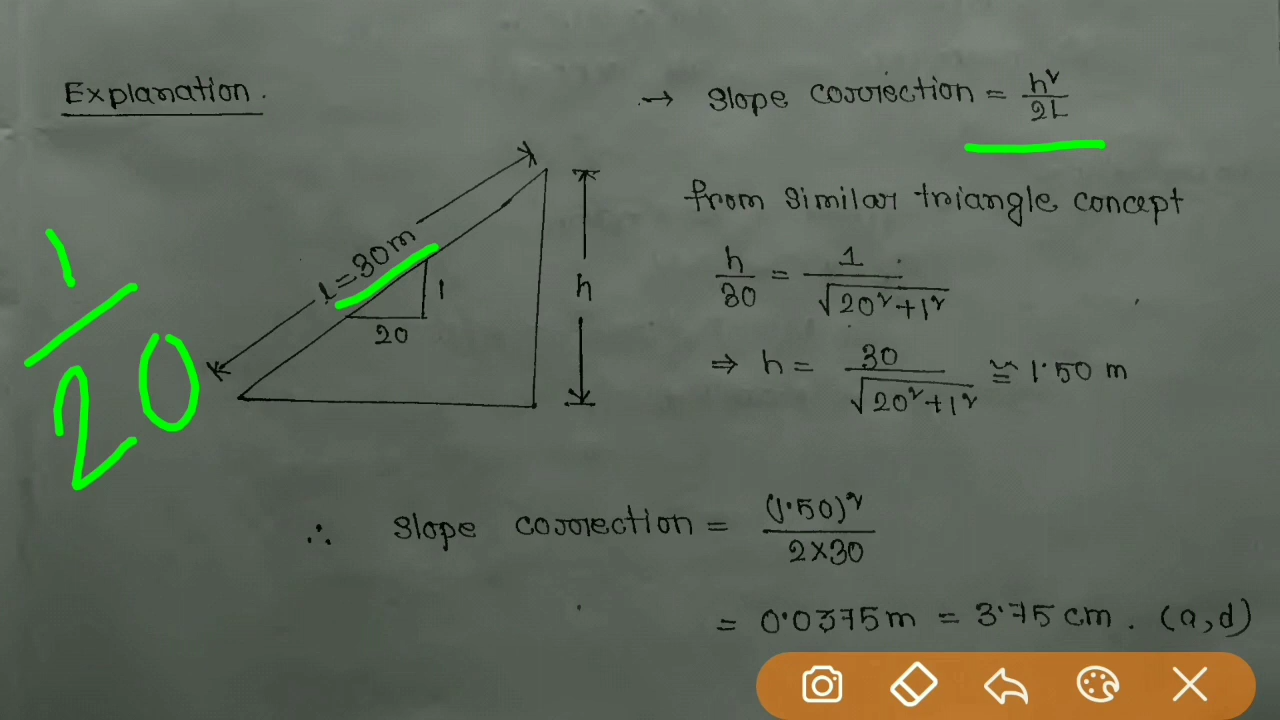 Explanation.
→ Slope correction = h²/2L
from similar triangle concept
l = 30m
h
1
20
h/30 = 1/√20²+1²
⇒ h = 30/√20²+1² ≅ 1.50 m
1/20
∴ Slope correction = (1.50)²/2×30
= 0.0375m = 3.75 cm. (a,d)